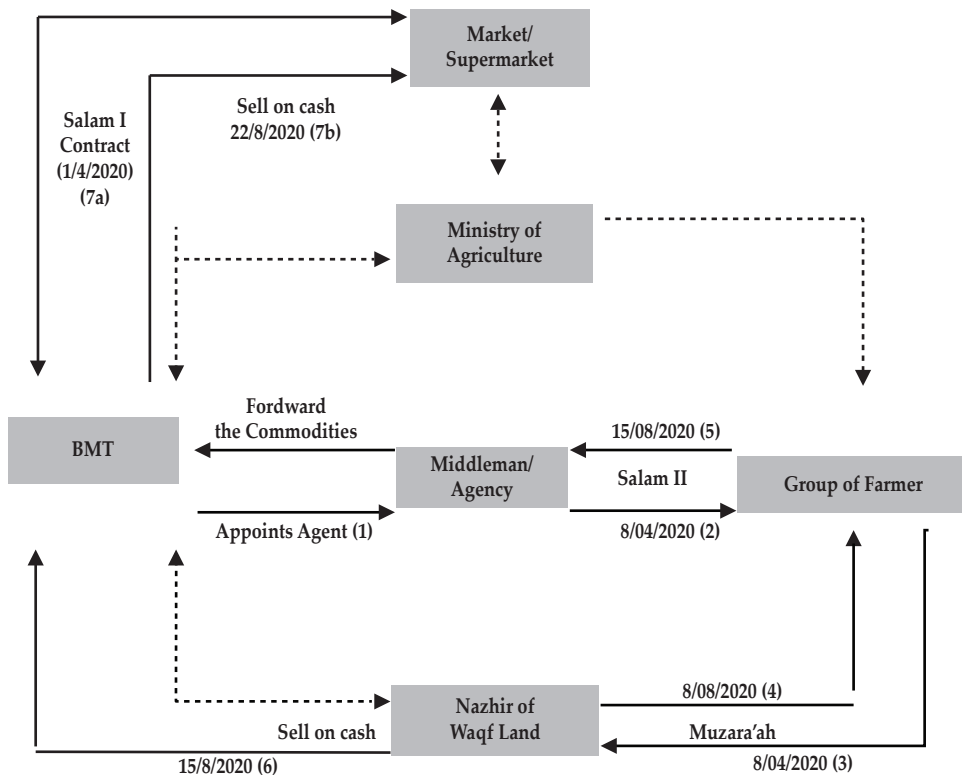 Market/
Supermarket
Salam I
Contract
(1/4/2020)
(7a)
Sell on cash
22/8/2020 (7b)
Ministry of
Agriculture
Fordward
the Commodities
15/08/2020 (5)
BMT
Middleman/
Agency
Salam II
Group of Farmer
Appoints Agent (1)
8/04/2020 (2)
8/08/2020 (4)
Nazhir of
Waqf Land
Sell on cash
Muzara'ah
15/8/2020 (6)
8/04/2020 (3)